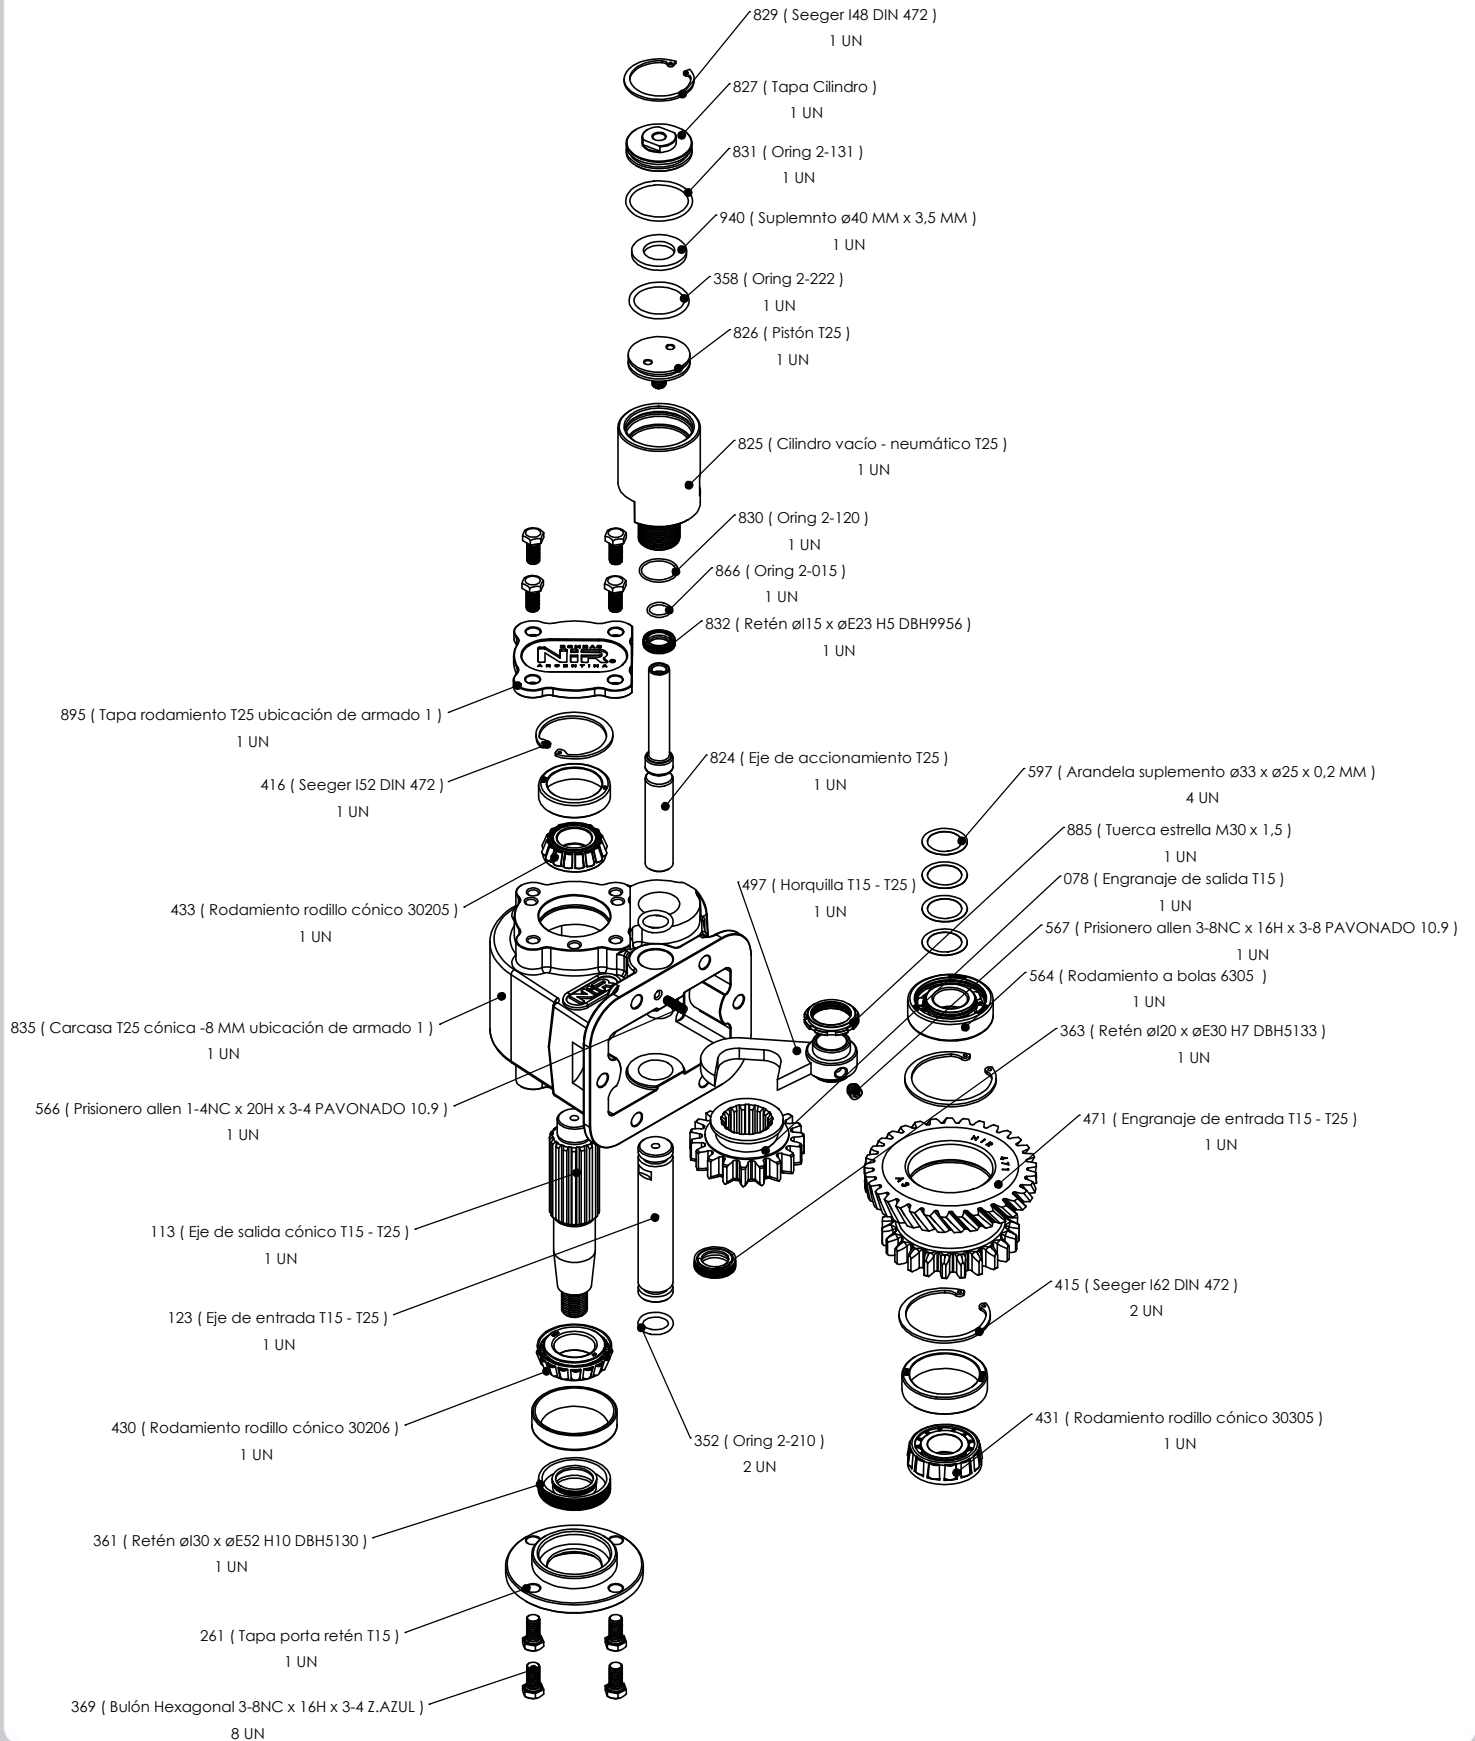 829 ( Seeger I48 DIN 472 )
1 UN
827 ( Tapa Cilindro )
1 UN
831 ( Oring 2-131 )
1 UN
940 ( Suplemnto ø40 MM x 3,5 MM )
1 UN
358 ( Oring 2-222 )
1 UN
826 ( Pistón T25 )
1 UN
825 ( Cilindro vacío - neumático T25 )
1 UN
830 ( Oring 2-120 )
1 UN
866 ( Oring 2-015 )
1 UN
832 ( Retén øI15 x øE23 H5 DBH9956 )
1 UN
BOMBAS
NIR
ARGENTINA
895 ( Tapa rodamiento T25 ubicación de armado 1 )
1 UN
416 ( Seeger I52 DIN 472 )
1 UN
824 ( Eje de accionamiento T25 )
1 UN
597 ( Arandela suplemento ø33 x ø25 x 0,2 MM )
4 UN
885 ( Tuerca estrella M30 x 1,5 )
1 UN
078 ( Engranaje de salida T15 )
1 UN
497 ( Horquilla T15 - T25 )
1 UN
433 ( Rodamiento rodillo cónico 30205 )
1 UN
567 ( Prisionero allen 3-8NC x 16H x 3-8 PAVONADO 10.9 )
1 UN
564 ( Rodamiento a bolas 6305 )
1 UN
NIR
835 ( Carcasa T25 cónica -8 MM ubicación de armado 1 )
1 UN
363 ( Retén øI20 x øE30 H7 DBH5133 )
1 UN
566 ( Prisionero allen 1-4NC x 20H x 3-4 PAVONADO 10.9 )
1 UN
471 ( Engranaje de entrada T15 - T25 )
1 UN
NIR 471 A3
113 ( Eje de salida cónico T15 - T25 )
1 UN
415 ( Seeger I62 DIN 472 )
2 UN
123 ( Eje de entrada T15 - T25 )
1 UN
430 ( Rodamiento rodillo cónico 30206 )
1 UN
352 ( Oring 2-210 )
2 UN
431 ( Rodamiento rodillo cónico 30305 )
1 UN
361 ( Retén øI30 x øE52 H10 DBH5130 )
1 UN
261 ( Tapa porta retén T15 )
1 UN
369 ( Bulón Hexagonal 3-8NC x 16H x 3-4 Z.AZUL )
8 UN